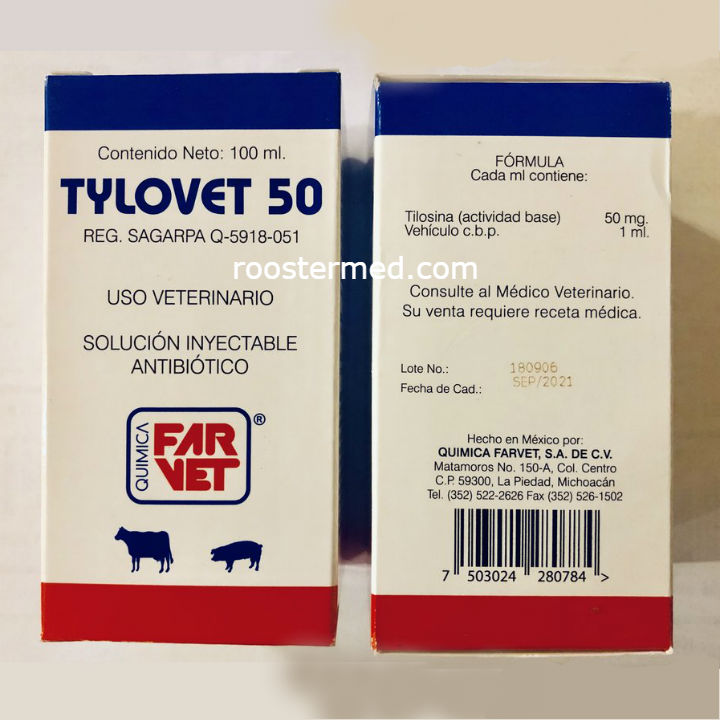 Contenido Neto: 100 ml.
TYLOVET 50
REG. SAGARPA Q-5918-051
USO VETERINARIO
SOLUCIÓN INYECTABLE
ANTIBIÓTICO
QUIMICA
FAR
VET
®
FÓRMULA
Cada ml contiene:
Tilosina (actividad base) 50 mg.
Vehículo c.b.p. 1 ml.
roostermed.com
Consulte al Médico Veterinario.
Su venta requiere receta médica.
Lote No.: 180906
Fecha de Cad.: SEP/2021
Hecho en México por:
QUIMICA FARVET, S.A. DE C.V.
Matamoros No. 150-A, Col. Centro
C.P. 59300, La Piedad, Michoacán
Tel. (352) 522-2626 Fax (352) 526-1502
7 503024 280784 >